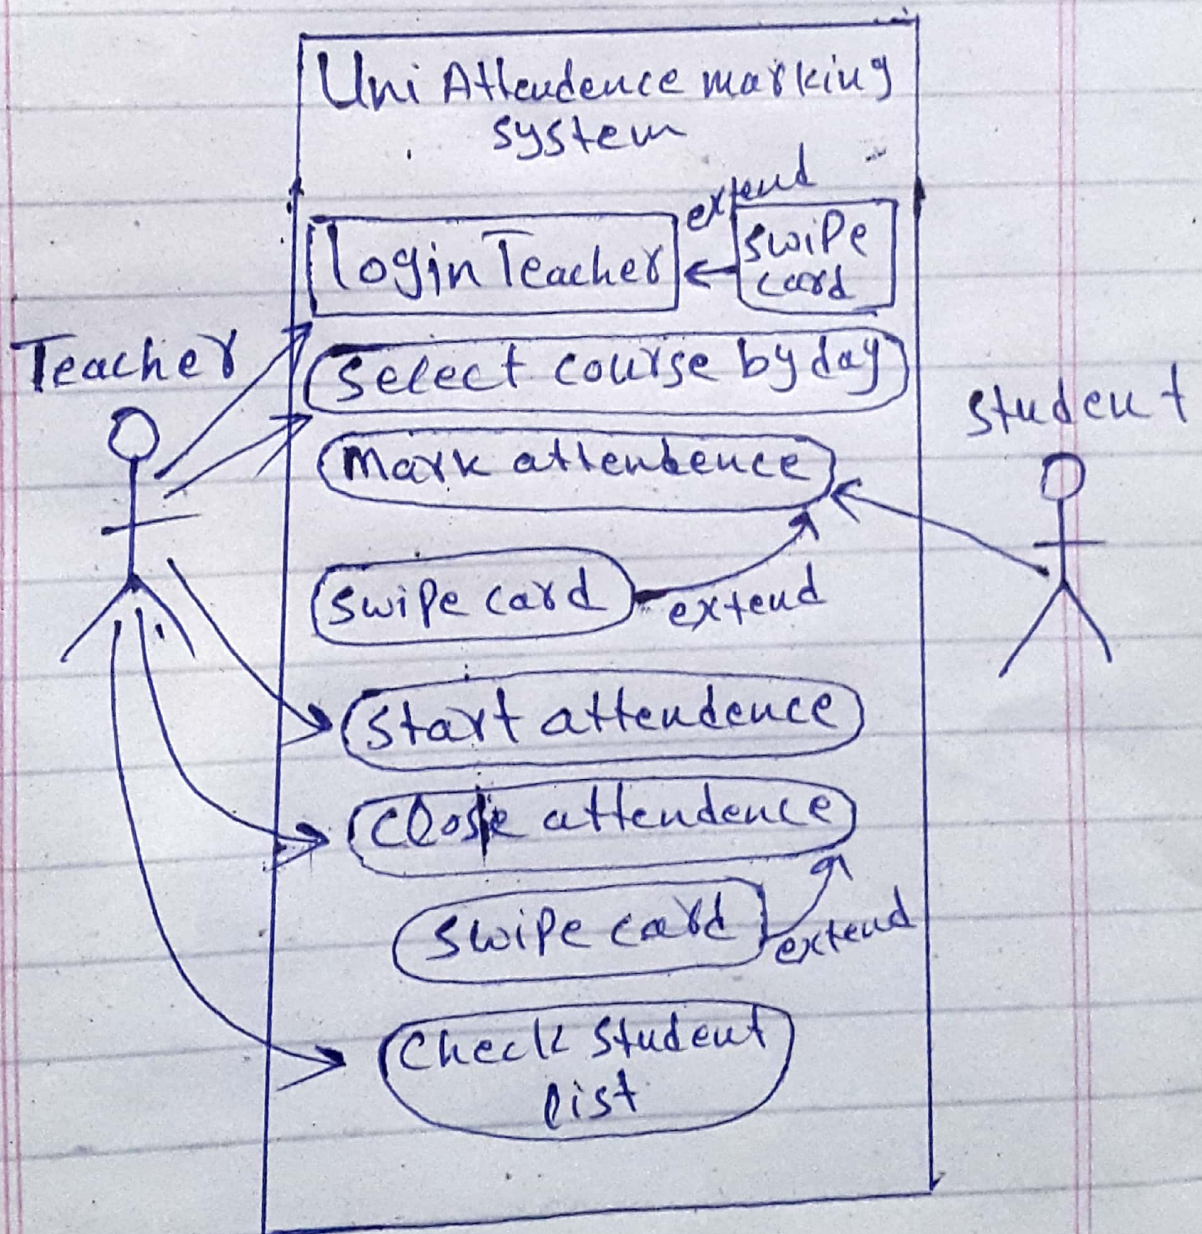 Uni Attendence marking
system
extend
login Teacher
swipe
card
Teacher
select course by day
student
mark attendence
swipe card
extend
start attendence
close attendence
swipe card
extend
check student
list